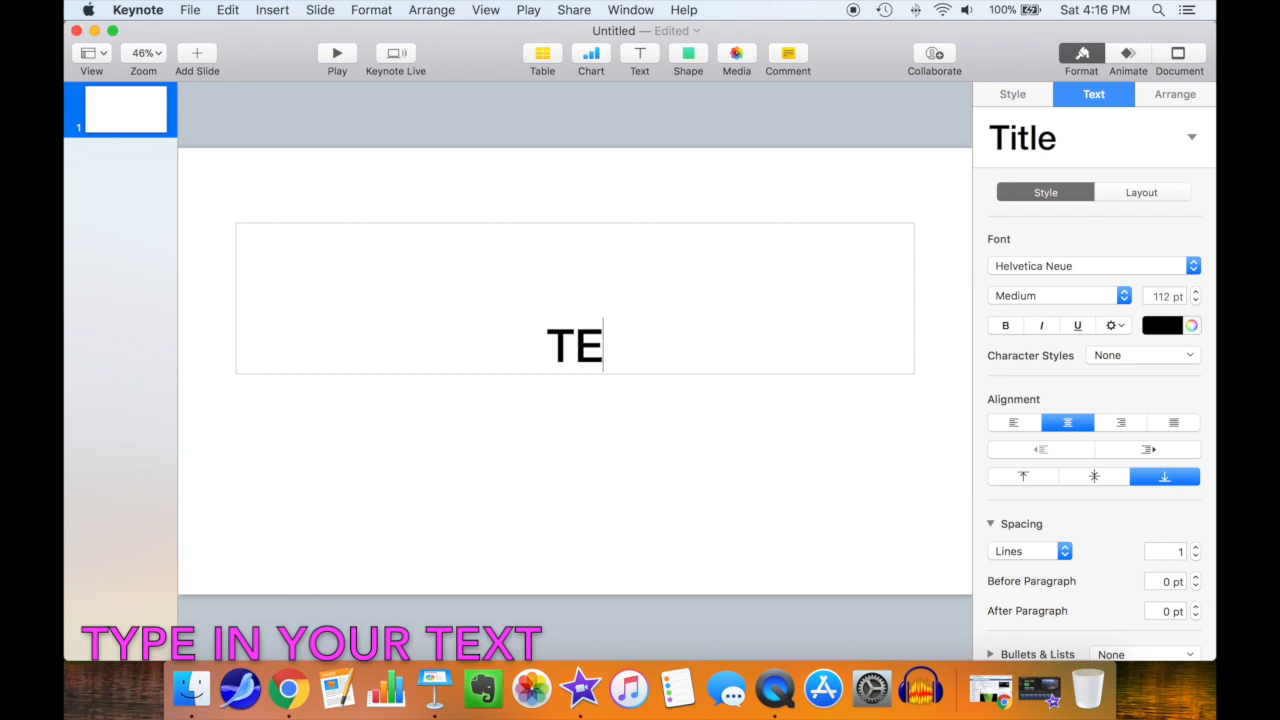 Keynote File Edit Insert Slide Format Arrange View Play Share Window Help 100% Sat 4:16 PM
Untitled — Edited
46%
View Zoom Add Slide Play Keynote Live Table Chart Text Shape Media Comment Collaborate Format Animate Document
Style Text Arrange
1
Title
Style Layout
Font
Helvetica Neue
Medium 112 pt
B I U
Character Styles None
TE
Alignment
Spacing
Lines 1
Before Paragraph 0 pt
After Paragraph 0 pt
Bullets & Lists None
TYPE IN YOUR TEXT